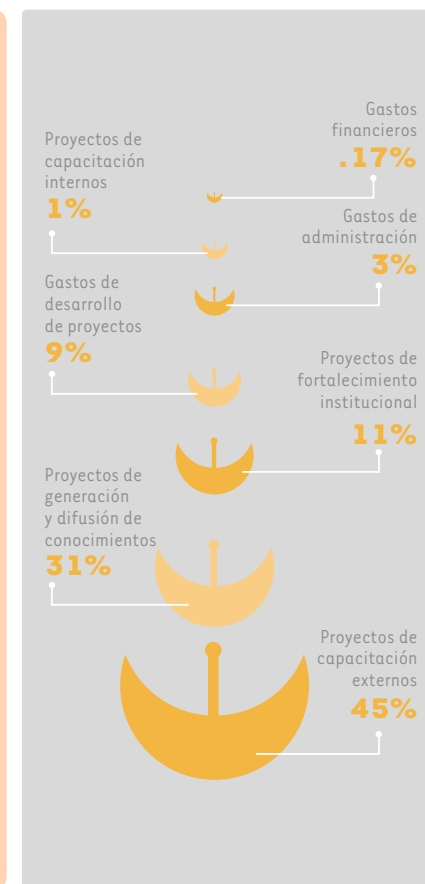 Gastos
financieros
.17%
Proyectos de
capacitación
internos
1%
Gastos de
administración
3%
Gastos de
desarrollo
de proyectos
9%
Proyectos de
fortalecimiento
institucional
11%
Proyectos de
generación
y difusión de
conocimientos
31%
Proyectos de
capacitación
externos
45%